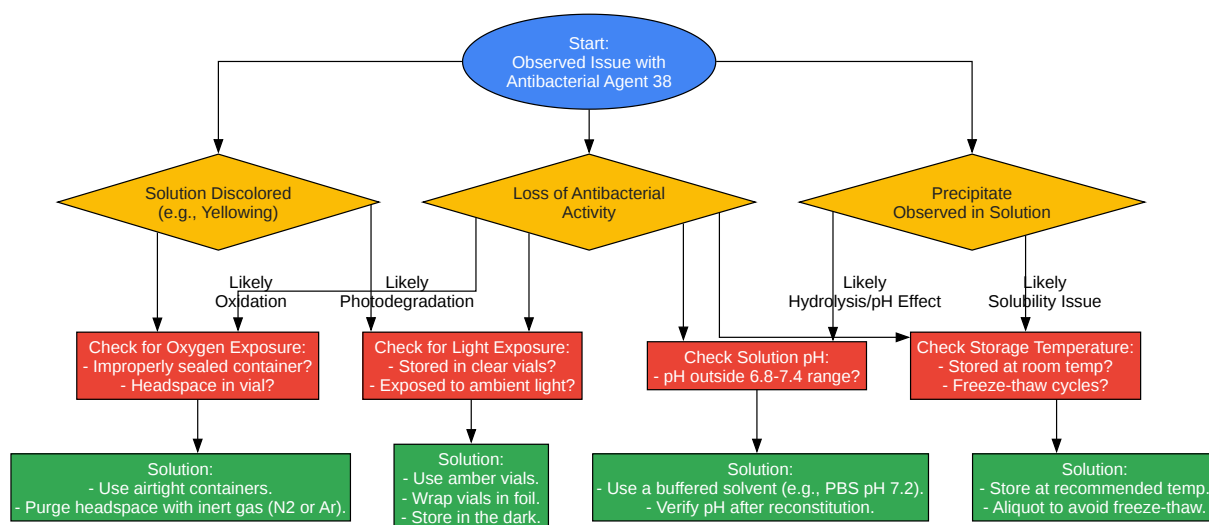 Start:
Observed Issue with
Antibacterial Agent 38
Solution Discolored
(e.g., Yellowing)
Loss of Antibacterial
Activity
Precipitate
Observed in Solution
Likely
Oxidation
Likely
Photodegradation
Likely
Hydrolysis/pH Effect
Likely
Solubility Issue
Check for Oxygen Exposure:
- Improperly sealed container?
- Headspace in vial?
Check for Light Exposure:
- Stored in clear vials?
- Exposed to ambient light?
Check Solution pH:
- pH outside 6.8-7.4 range?
Check Storage Temperature:
- Stored at room temp?
- Freeze-thaw cycles?
Solution:
- Use airtight containers.
- Purge headspace with inert gas (N2 or Ar).
Solution:
- Use amber vials.
- Wrap vials in foil.
- Store in the dark.
Solution:
- Use a buffered solvent (e.g., PBS pH 7.2).
- Verify pH after reconstitution.
Solution:
- Store at recommended temp.
- Aliquot to avoid freeze-thaw.